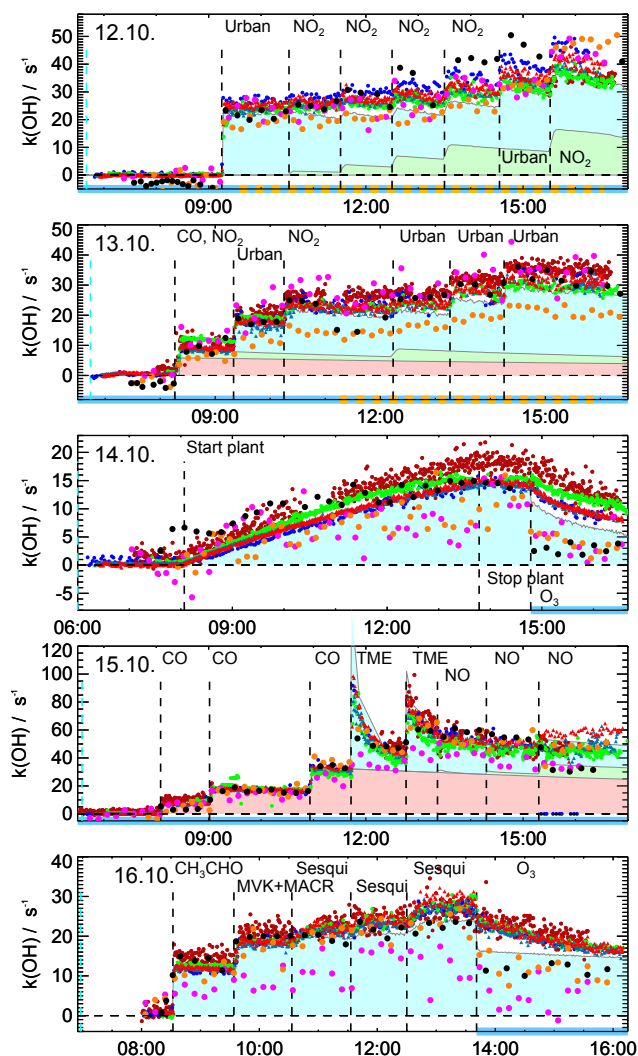 Urban NO₂ NO₂ NO₂ NO₂
12.10.
50
40
30
20
10
0
k(OH) / s⁻¹
Urban NO₂
09:00 12:00 15:00
CO, NO₂ NO₂ Urban Urban Urban
13.10.
Urban
50
40
30
20
10
0
k(OH) / s⁻¹
09:00 12:00 15:00
14.10.
Start plant
20
15
10
5
0
-5
k(OH) / s⁻¹
Stop plant
O₃
06:00 09:00 12:00 15:00
15.10.
CO CO CO TME TME NO NO
NO
120
100
80
60
40
20
0
k(OH) / s⁻¹
09:00 12:00 15:00
CH₃CHO Sesqui Sesqui O₃
16.10.
MVK+MACR Sesqui
40
30
20
10
0
k(OH) / s⁻¹
08:00 10:00 12:00 14:00 16:00